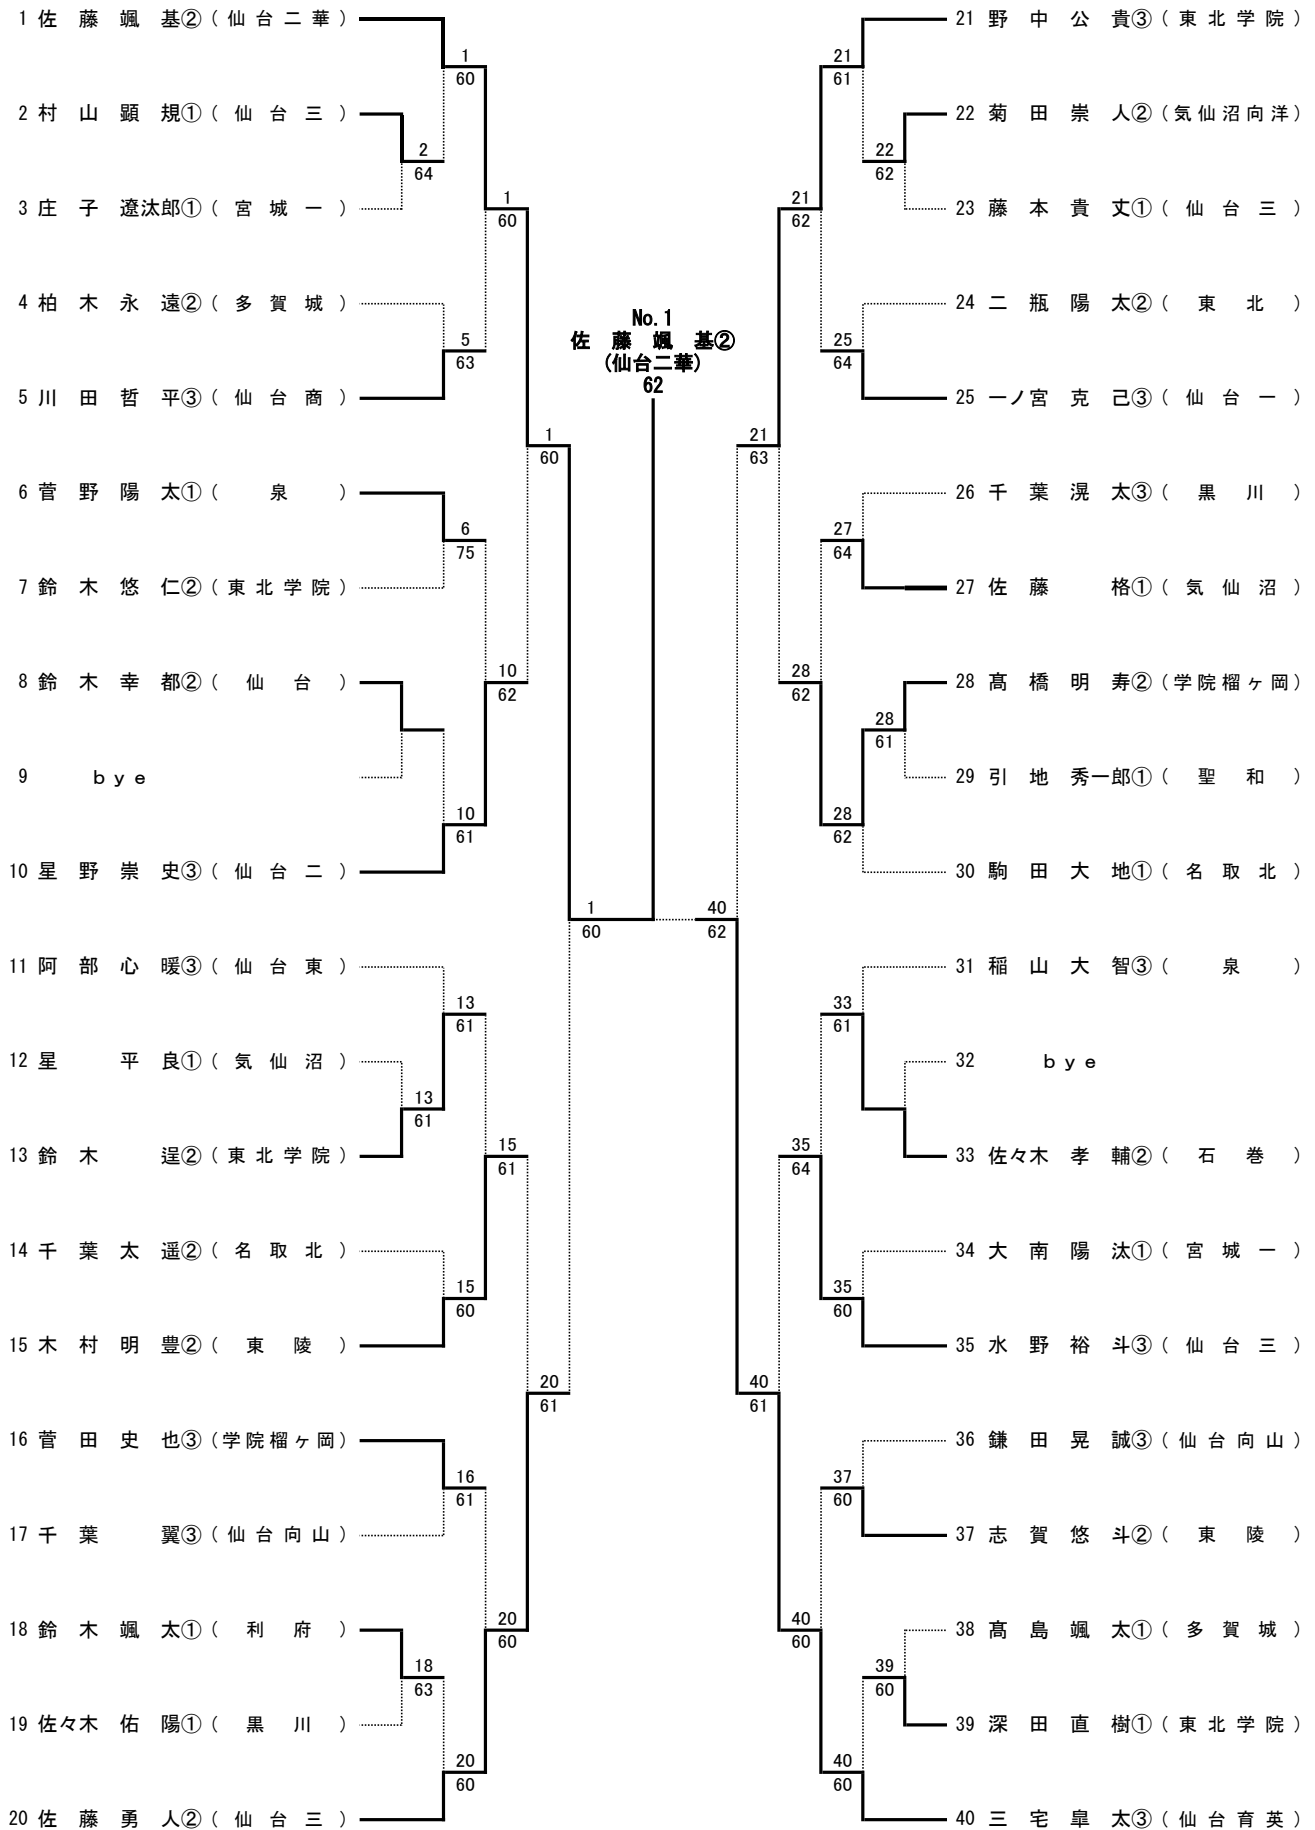 1 佐 藤 颯 基② ( 仙 台 二 華 )
1
60
2 村 山 顕 規① ( 仙 台 三 )
2
64
3 庄 子 遼汰郎① ( 宮 城 一 )
1
60
4 柏 木 永 遠② ( 多 賀 城 )
5
63
5 川 田 哲 平③ ( 仙 台 商 )
1
60
6 菅 野 陽 太① ( 泉 )
6
75
7 鈴 木 悠 仁② ( 東 北 学 院 )
8 鈴 木 幸 都② ( 仙 台 )
10
62
9 ｂｙｅ
10
61
10 星 野 崇 史③ ( 仙 台 二 )
1
60
11 阿 部 心 暖③ ( 仙 台 東 )
13
61
12 星 平 良① ( 気 仙 沼 )
13
61
13 鈴 木 逞② ( 東 北 学 院 )
15
61
14 千 葉 太 遥② ( 名 取 北 )
15
60
15 木 村 明 豊② ( 東 陵 )
20
61
16 菅 田 史 也③ ( 学 院 榴 ヶ 岡 )
16
61
17 千 葉 翼③ ( 仙 台 向 山 )
18 鈴 木 颯 太① ( 利 府 )
20
60
18
63
19 佐々木 佑 陽① ( 黒 川 )
20
60
20 佐 藤 勇 人② ( 仙 台 三 )
No.1
佐 藤 颯 基②
(仙台二華)
62
21 野 中 公 貴③ ( 東 北 学 院 )
21
61
22 菊 田 崇 人② ( 気 仙 沼 向 洋 )
22
62
23 藤 本 貴 丈① ( 仙 台 三 )
21
62
24 二 瓶 陽 太② ( 東 北 )
25
64
25 一ノ宮 克 己③ ( 仙 台 一 )
21
63
26 千 葉 滉 太③ ( 黒 川 )
27
64
27 佐 藤 格① ( 気 仙 沼 )
28 髙 橋 明 寿② ( 学 院 榴 ヶ 岡 )
28
62
28
61
29 引 地 秀一郎① ( 聖 和 )
28
62
30 駒 田 大 地① ( 名 取 北 )
40
62
31 稲 山 大 智③ ( 泉 )
33
61
32 ｂｙｅ
33 佐々木 孝 輔② ( 石 巻 )
35
64
34 大 南 陽 汰① ( 宮 城 一 )
35
60
35 水 野 裕 斗③ ( 仙 台 三 )
40
61
36 鎌 田 晃 誠③ ( 仙 台 向 山 )
37
60
37 志 賀 悠 斗② ( 東 陵 )
38 髙 島 颯 太① ( 多 賀 城 )
40
60
39
60
39 深 田 直 樹① ( 東 北 学 院 )
40
60
40 三 宅 皐 太③ ( 仙 台 育 英 )